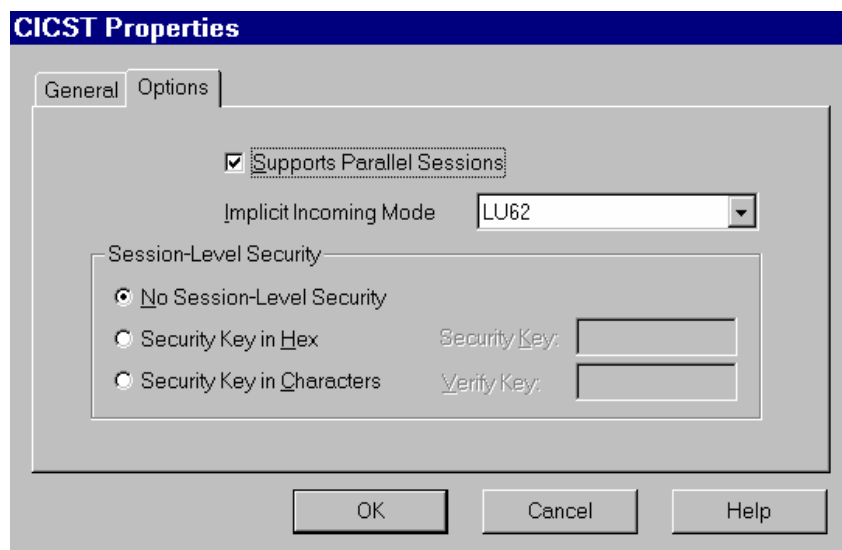 CICST Properties
General Options
Supports Parallel Sessions
Implicit Incoming Mode LU62
Session-Level Security
No Session-Level Security
Security Key in Hex Security Key:
Security Key in Characters Verify Key:
OK Cancel Help